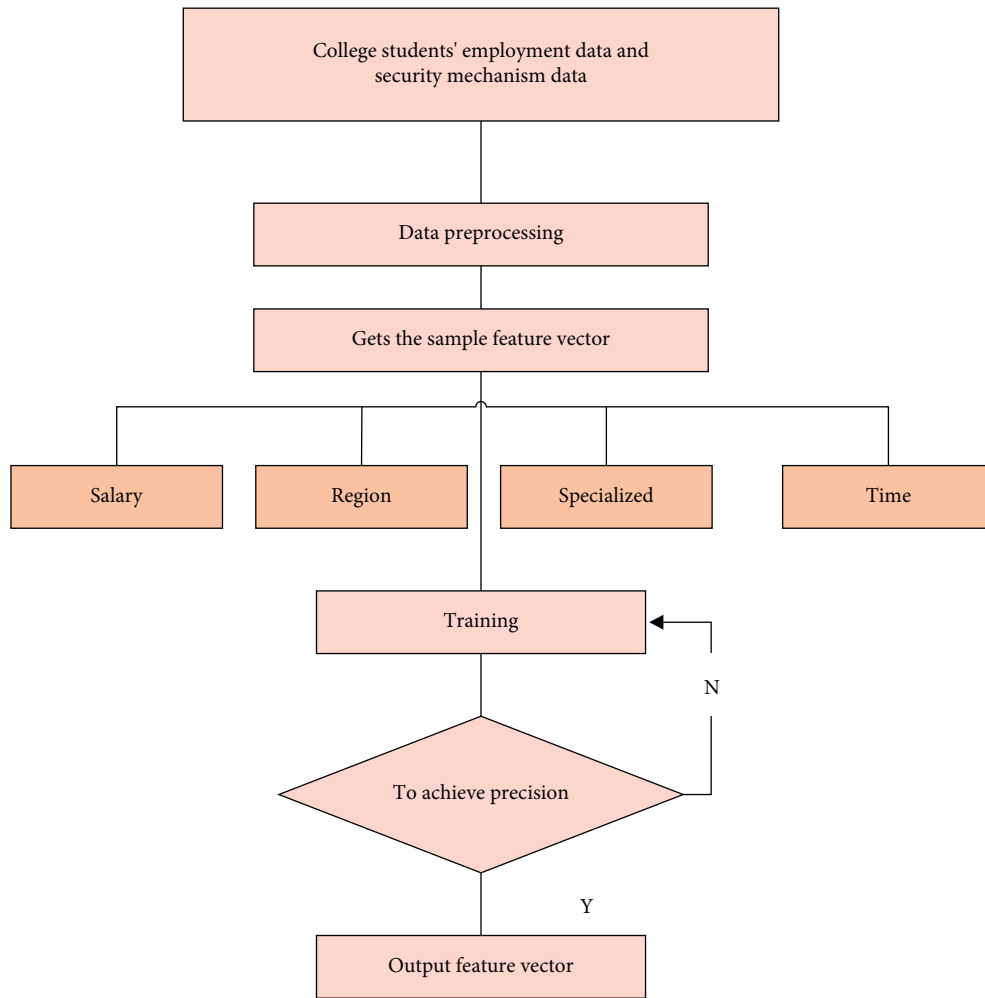 College students' employment data and
security mechanism data
Data preprocessing
Gets the sample feature vector
Salary
Region
Specialized
Time
Training
N
To achieve precision
Y
Output feature vector